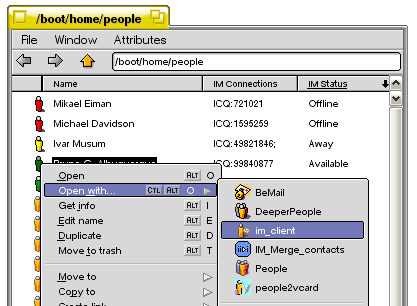 /boot/home/people
File Window Attributes
/boot/home/people
Name IM Connections IM Status
Mikael Eiman ICQ:721021 Offline
Michael Davidson ICQ:1595259 Offline
Ivar Musum ICQ:49821846; Away
ICQ:99840877 Available
Open ALT O
Open with... CTL ALT O
Get info ALT I
Edit name ALT E
Duplicate ALT D
Move to trash ALT T
Move to
Copy to
Create link
BeMail
DeeperPeople
im_client
IM_Merge_contacts
People
people2vcard